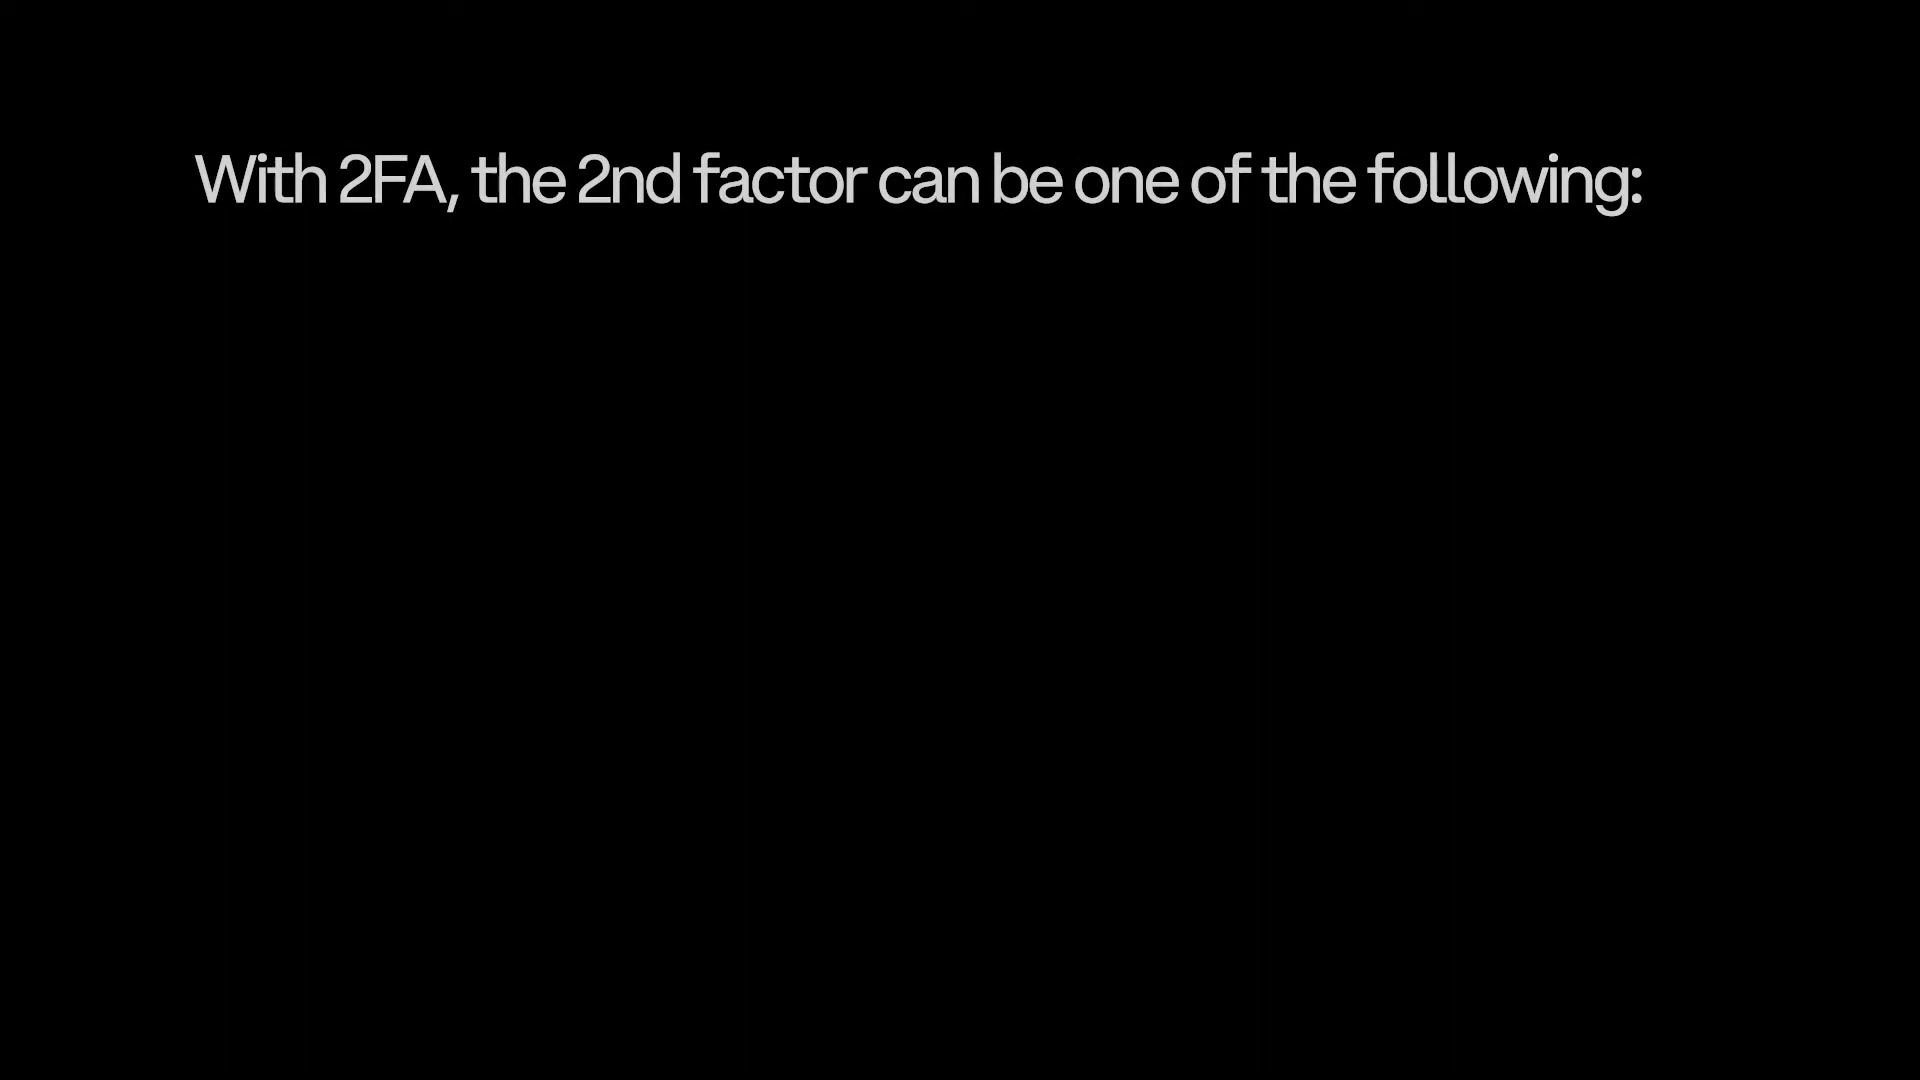 With 2FA, the 2nd factor can be one of the following: